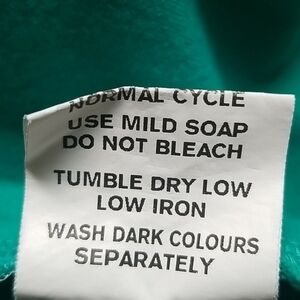 NORMAL CYCLE
USE MILD SOAP
DO NOT BLEACH
TUMBLE DRY LOW
LOW IRON
WASH DARK COLOURS
SEPARATELY